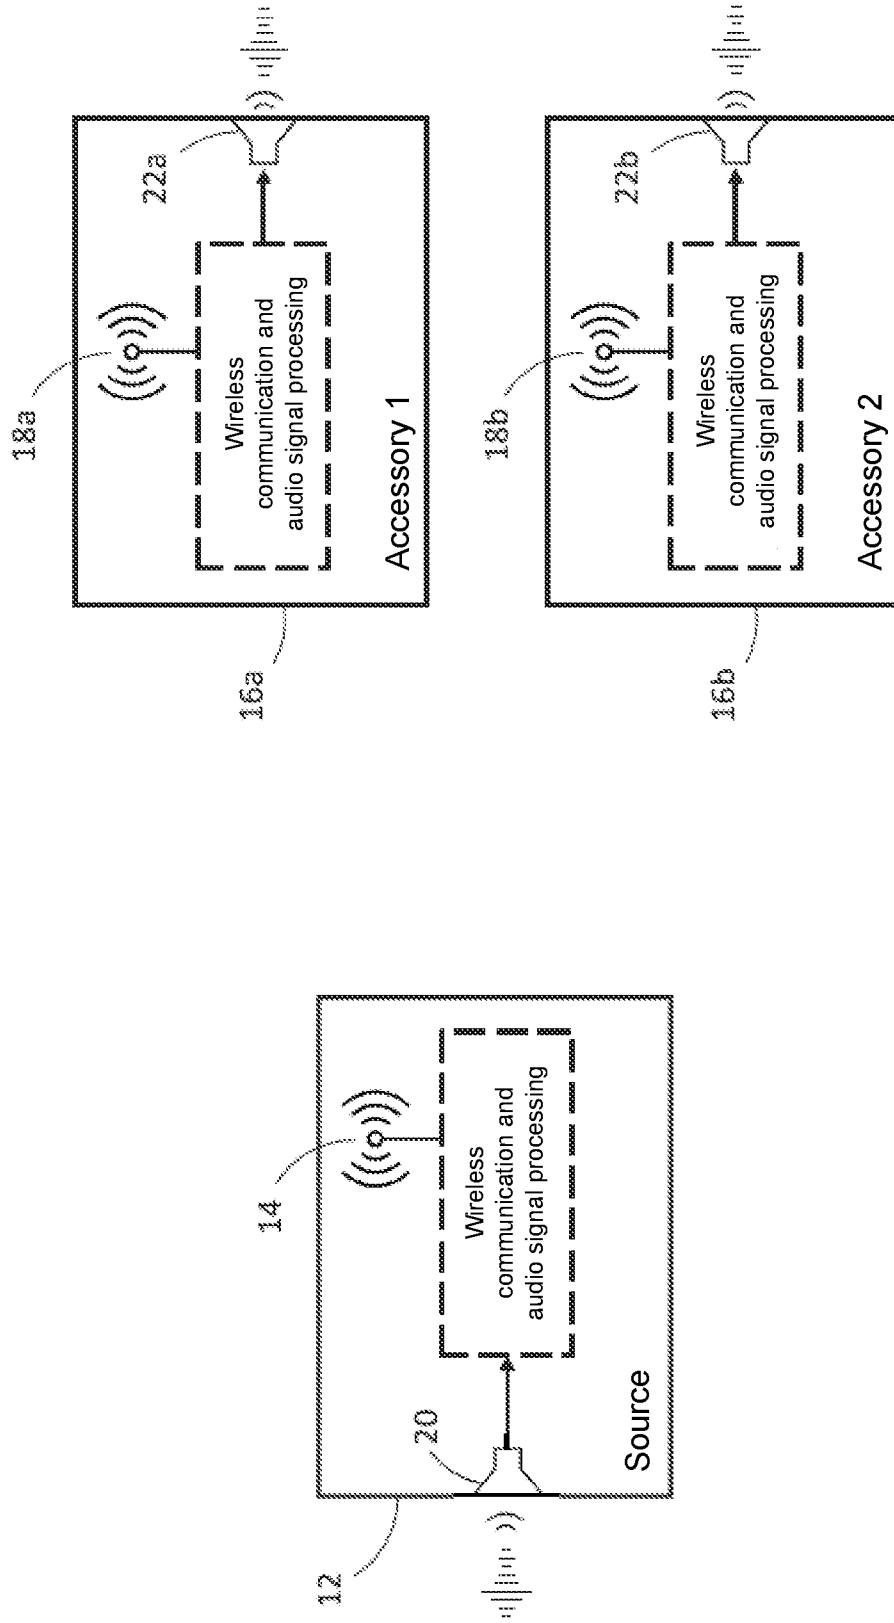 12
20
Source
14
Wireless
communication and
audio signal processing
16a
18a
22a
Wireless
communication and
audio signal processing
Accessory 1
16b
18b
22b
Wireless
communication and
audio signal processing
Accessory 2